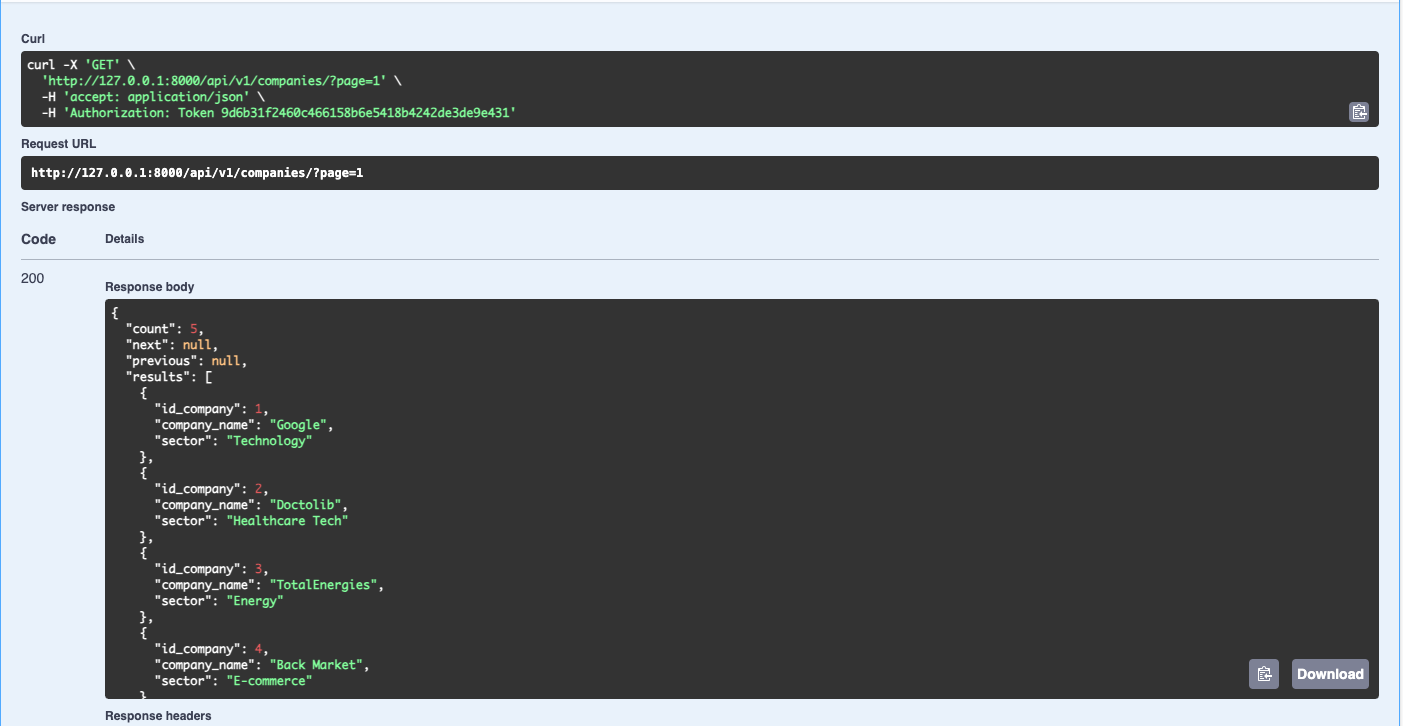 Curl
curl -X 'GET' \
  'http://127.0.0.1:8000/api/v1/companies/?page=1' \
  -H 'accept: application/json' \
  -H 'Authorization: Token 9d6b31f2460c466158b6e5418b4242de3de9e431'
Request URL
http://127.0.0.1:8000/api/v1/companies/?page=1
Server response
Code Details
200
Response body
{
  "count": 5,
  "next": null,
  "previous": null,
  "results": [
    {
      "id_company": 1,
      "company_name": "Google",
      "sector": "Technology"
    },
    {
      "id_company": 2,
      "company_name": "Doctolib",
      "sector": "Healthcare Tech"
    },
    {
      "id_company": 3,
      "company_name": "TotalEnergies",
      "sector": "Energy"
    },
    {
      "id_company": 4,
      "company_name": "Back Market",
      "sector": "E-commerce"
    }
Download
Response headers